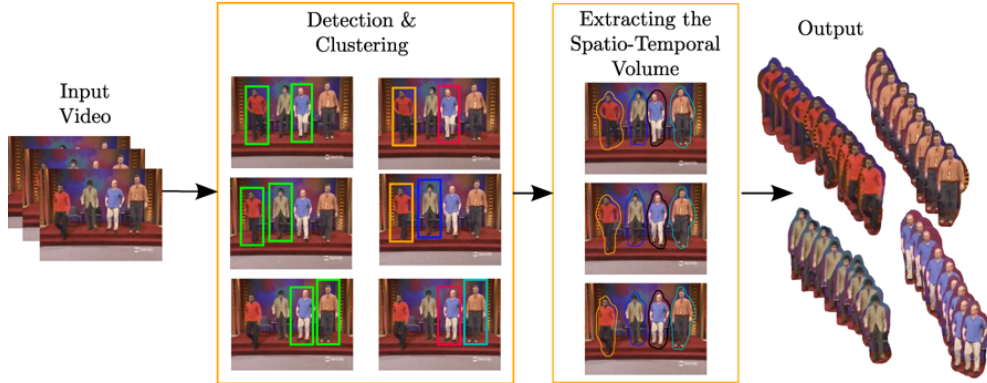 Input
Video
Detection &
Clustering
Extracting the
Spatio-Temporal
Volume
Output